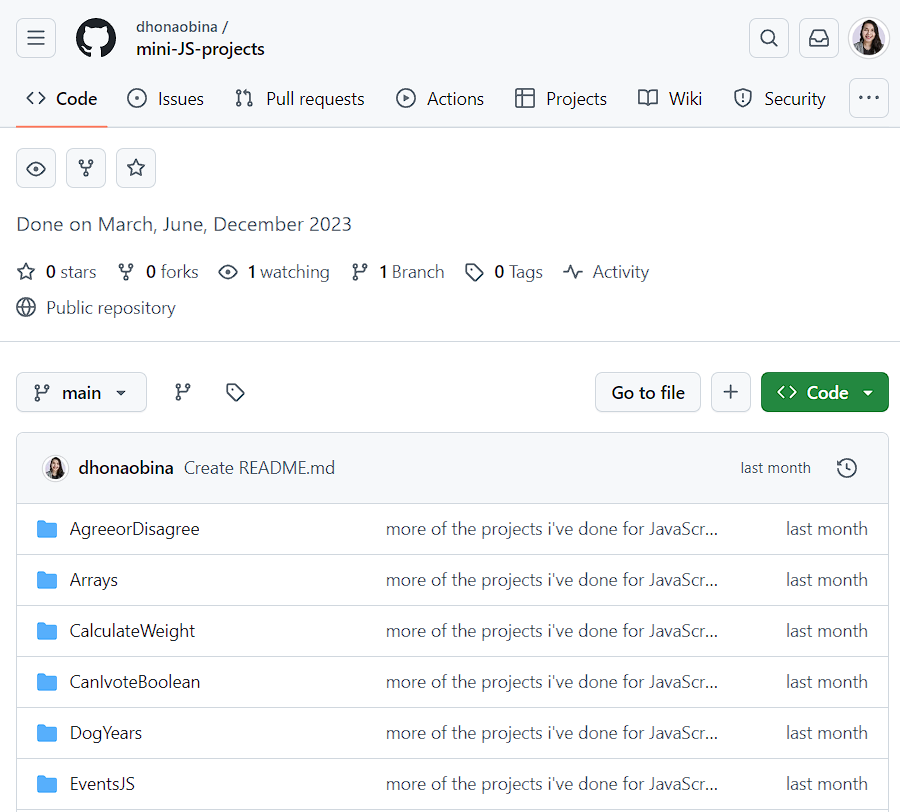 dhonaobina /
mini-JS-projects
Code Issues Pull requests Actions Projects Wiki Security
Done on March, June, December 2023
0 stars 0 forks 1 watching 1 Branch 0 Tags Activity
Public repository
main Go to file Code
dhonaobina Create README.md last month
AgreeorDisagree more of the projects i've done for JavaScr... last month
Arrays more of the projects i've done for JavaScr... last month
CalculateWeight more of the projects i've done for JavaScr... last month
CanIvoteBoolean more of the projects i've done for JavaScr... last month
DogYears more of the projects i've done for JavaScr... last month
EventsJS more of the projects i've done for JavaScr... last month